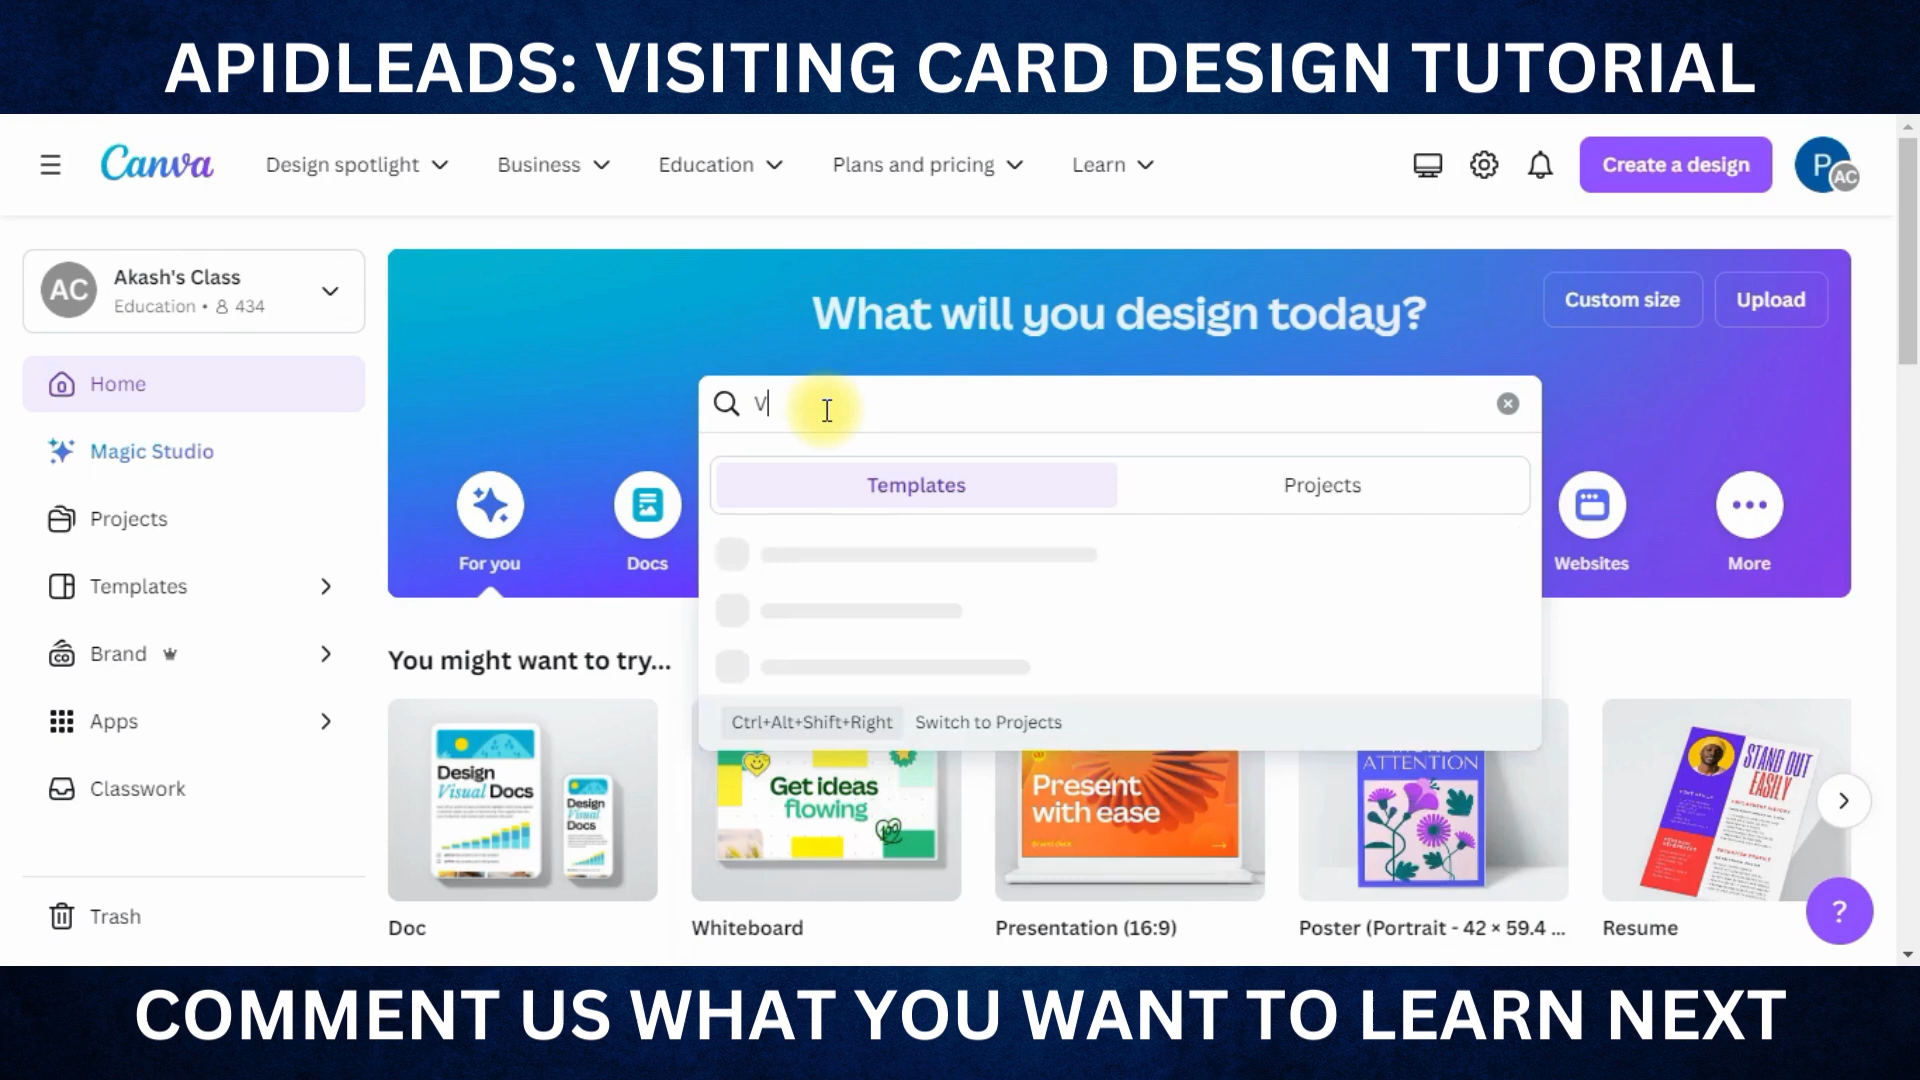 APIDLEADS: VISITING CARD DESIGN TUTORIAL
Canva
Design spotlight
Business
Education
Plans and pricing
Learn
Create a design
P
AC
AC
Akash's Class
Education • 434
Home
Magic Studio
Projects
Templates
Brand
Apps
Classwork
Trash
What will you design today?
Custom size
Upload
V
Templates
Projects
Ctrl+Alt+Shift+Right Switch to Projects
For you
Docs
Websites
More
You might want to try...
Design
Visual Docs
Design
Visual
Docs
Get ideas
flowing
Present
with ease
ATTENTION
STAND OUT
EASILY
Doc
Whiteboard
Presentation (16:9)
Poster (Portrait - 42 × 59.4 ...
Resume
?
COMMENT US WHAT YOU WANT TO LEARN NEXT